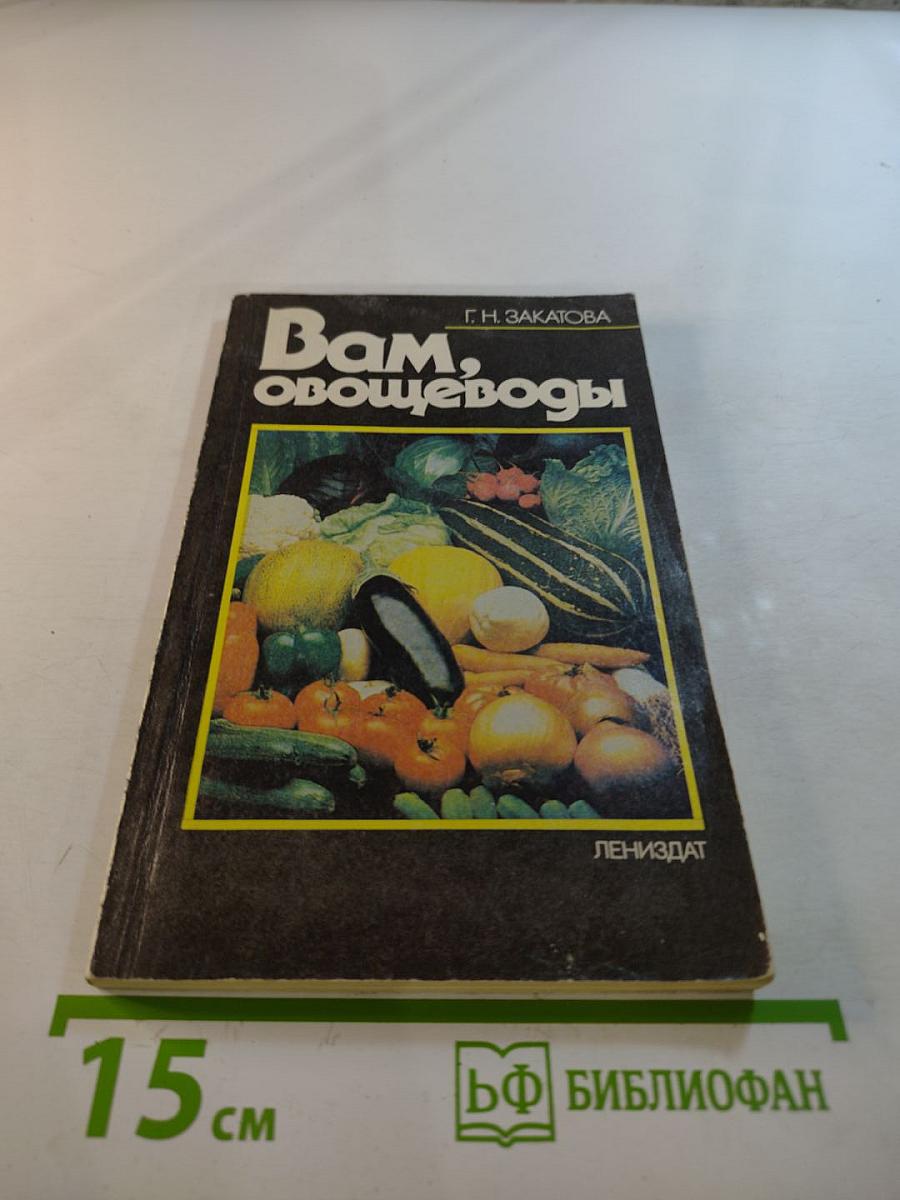 Г. Н. ЗАКАТОВА
Вам,
овощеводы
ЛЕНИЗДАТ
15 см
ЬФ БИБЛИОФАН